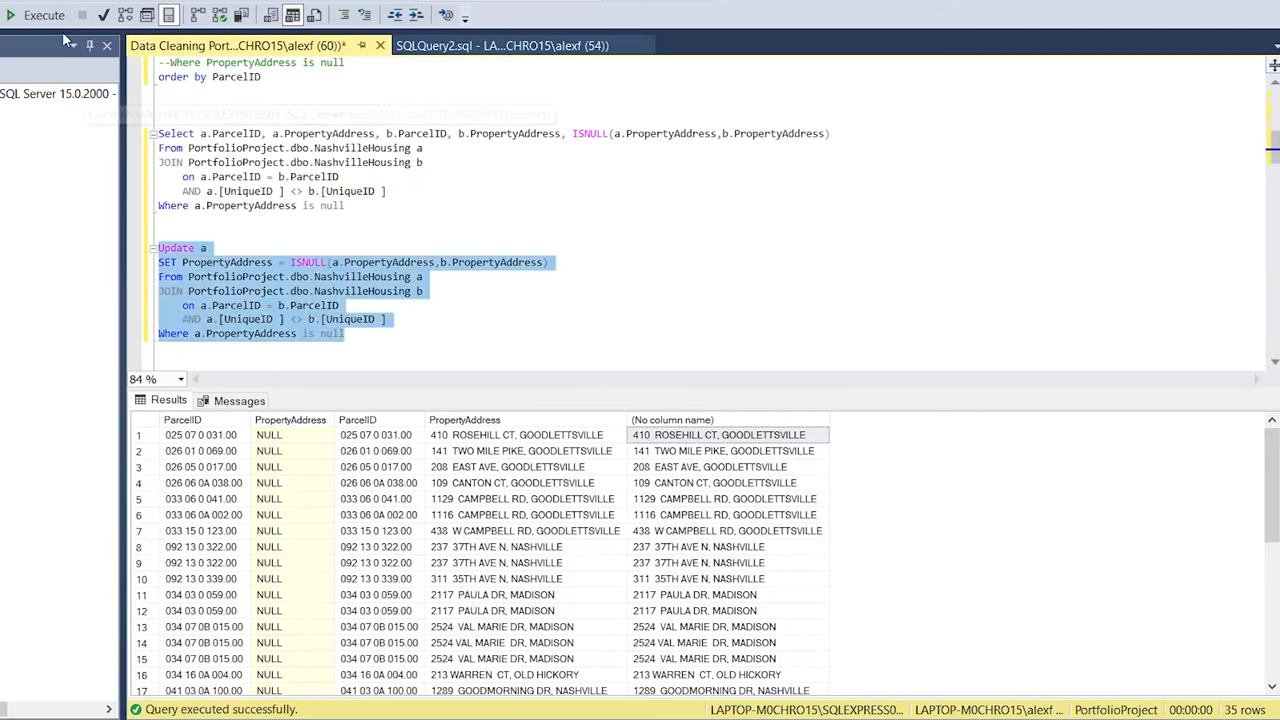 Execute
Data Cleaning Port...CHRO15\alexf (60))*
SQLQuery2.sql - LA...CHRO15\alexf (54))
SQL Server 15.0.2000 -
--Where PropertyAddress is null
order by ParcelID
Select a.ParcelID, a.PropertyAddress, b.ParcelID, b.PropertyAddress, ISNULL(a.PropertyAddress,b.PropertyAddress)
From PortfolioProject.dbo.NashvilleHousing a
JOIN PortfolioProject.dbo.NashvilleHousing b
on a.ParcelID = b.ParcelID
AND a.[UniqueID ] <> b.[UniqueID ]
Where a.PropertyAddress is null
Update a
SET PropertyAddress = ISNULL(a.PropertyAddress,b.PropertyAddress)
From PortfolioProject.dbo.NashvilleHousing a
JOIN PortfolioProject.dbo.NashvilleHousing b
on a.ParcelID = b.ParcelID
AND a.[UniqueID ] <> b.[UniqueID ]
Where a.PropertyAddress is null
84 %
Results Messages
ParcelID PropertyAddress ParcelID PropertyAddress (No column name)
1 025 07 0 031.00 NULL 025 07 0 031.00 410 ROSEHILL CT, GOODLETTSVILLE 410 ROSEHILL CT, GOODLETTSVILLE
2 026 01 0 069.00 NULL 026 01 0 069.00 141 TWO MILE PIKE, GOODLETTSVILLE 141 TWO MILE PIKE, GOODLETTSVILLE
3 026 05 0 017.00 NULL 026 05 0 017.00 208 EAST AVE, GOODLETTSVILLE 208 EAST AVE, GOODLETTSVILLE
4 026 06 0A 038.00 NULL 026 06 0A 038.00 109 CANTON CT, GOODLETTSVILLE 109 CANTON CT, GOODLETTSVILLE
5 033 06 0 041.00 NULL 033 06 0 041.00 1129 CAMPBELL RD, GOODLETTSVILLE 1129 CAMPBELL RD, GOODLETTSVILLE
6 033 06 0A 002.00 NULL 033 06 0A 002.00 1116 CAMPBELL RD, GOODLETTSVILLE 1116 CAMPBELL RD, GOODLETTSVILLE
7 033 15 0 123.00 NULL 033 15 0 123.00 438 W CAMPBELL RD, GOODLETTSVILLE 438 W CAMPBELL RD, GOODLETTSVILLE
8 092 13 0 322.00 NULL 092 13 0 322.00 237 37TH AVE N, NASHVILLE 237 37TH AVE N, NASHVILLE
9 092 13 0 322.00 NULL 092 13 0 322.00 237 37TH AVE N, NASHVILLE 237 37TH AVE N, NASHVILLE
10 092 13 0 339.00 NULL 092 13 0 339.00 311 35TH AVE N, NASHVILLE 311 35TH AVE N, NASHVILLE
11 034 03 0 059.00 NULL 034 03 0 059.00 2117 PAULA DR, MADISON 2117 PAULA DR, MADISON
12 034 03 0 059.00 NULL 034 03 0 059.00 2117 PAULA DR, MADISON 2117 PAULA DR, MADISON
13 034 07 0B 015.00 NULL 034 07 0B 015.00 2524 VAL MARIE DR, MADISON 2524 VAL MARIE DR, MADISON
14 034 07 0B 015.00 NULL 034 07 0B 015.00 2524 VAL MARIE DR, MADISON 2524 VAL MARIE DR, MADISON
15 034 07 0B 015.00 NULL 034 07 0B 015.00 2524 VAL MARIE DR, MADISON 2524 VAL MARIE DR, MADISON
16 034 16 0A 004.00 NULL 034 16 0A 004.00 213 WARREN CT, OLD HICKORY 213 WARREN CT, OLD HICKORY
17 041 03 0A 100.00 NULL 041 03 0A 100.00 1289 GOODMORNING DR, NASHVILLE 1289 GOODMORNING DR, NASHVILLE
Query executed successfully. LAPTOP-M0CHRO15\SQLEXPRESS0... LAPTOP-M0CHRO15\alexf ... PortfolioProject 00:00:00 35 rows